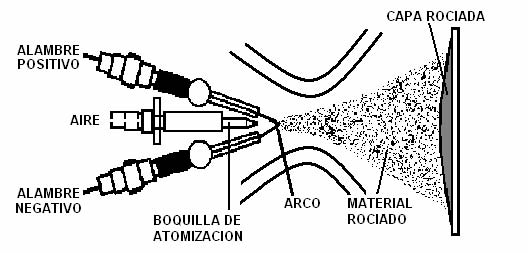 CAPA ROCIADA
ALAMBRE
POSITIVO
AIRE
ALAMBRE
NEGATIVO
BOQUILLA DE
ATOMIZACION
ARCO
MATERIAL
ROCIADO